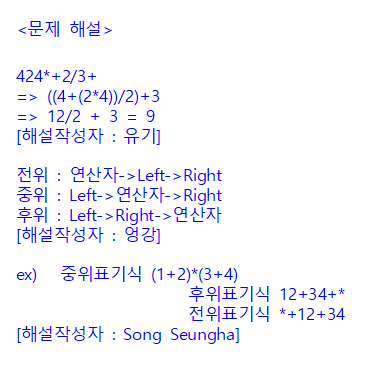 <문제 해설>
424*+2/3+
=> ((4+(2*4))/2)+3
=> 12/2 + 3 = 9
[해설작성자 : 유기]
전위 : 연산자->Left->Right
중위 : Left->연산자->Right
후위 : Left->Right->연산자
[해설작성자 : 엉강]
ex) 중위표기식 (1+2)*(3+4)
후위표기식 12+34+*
전위표기식 *+12+34
[해설작성자 : Song Seungha]